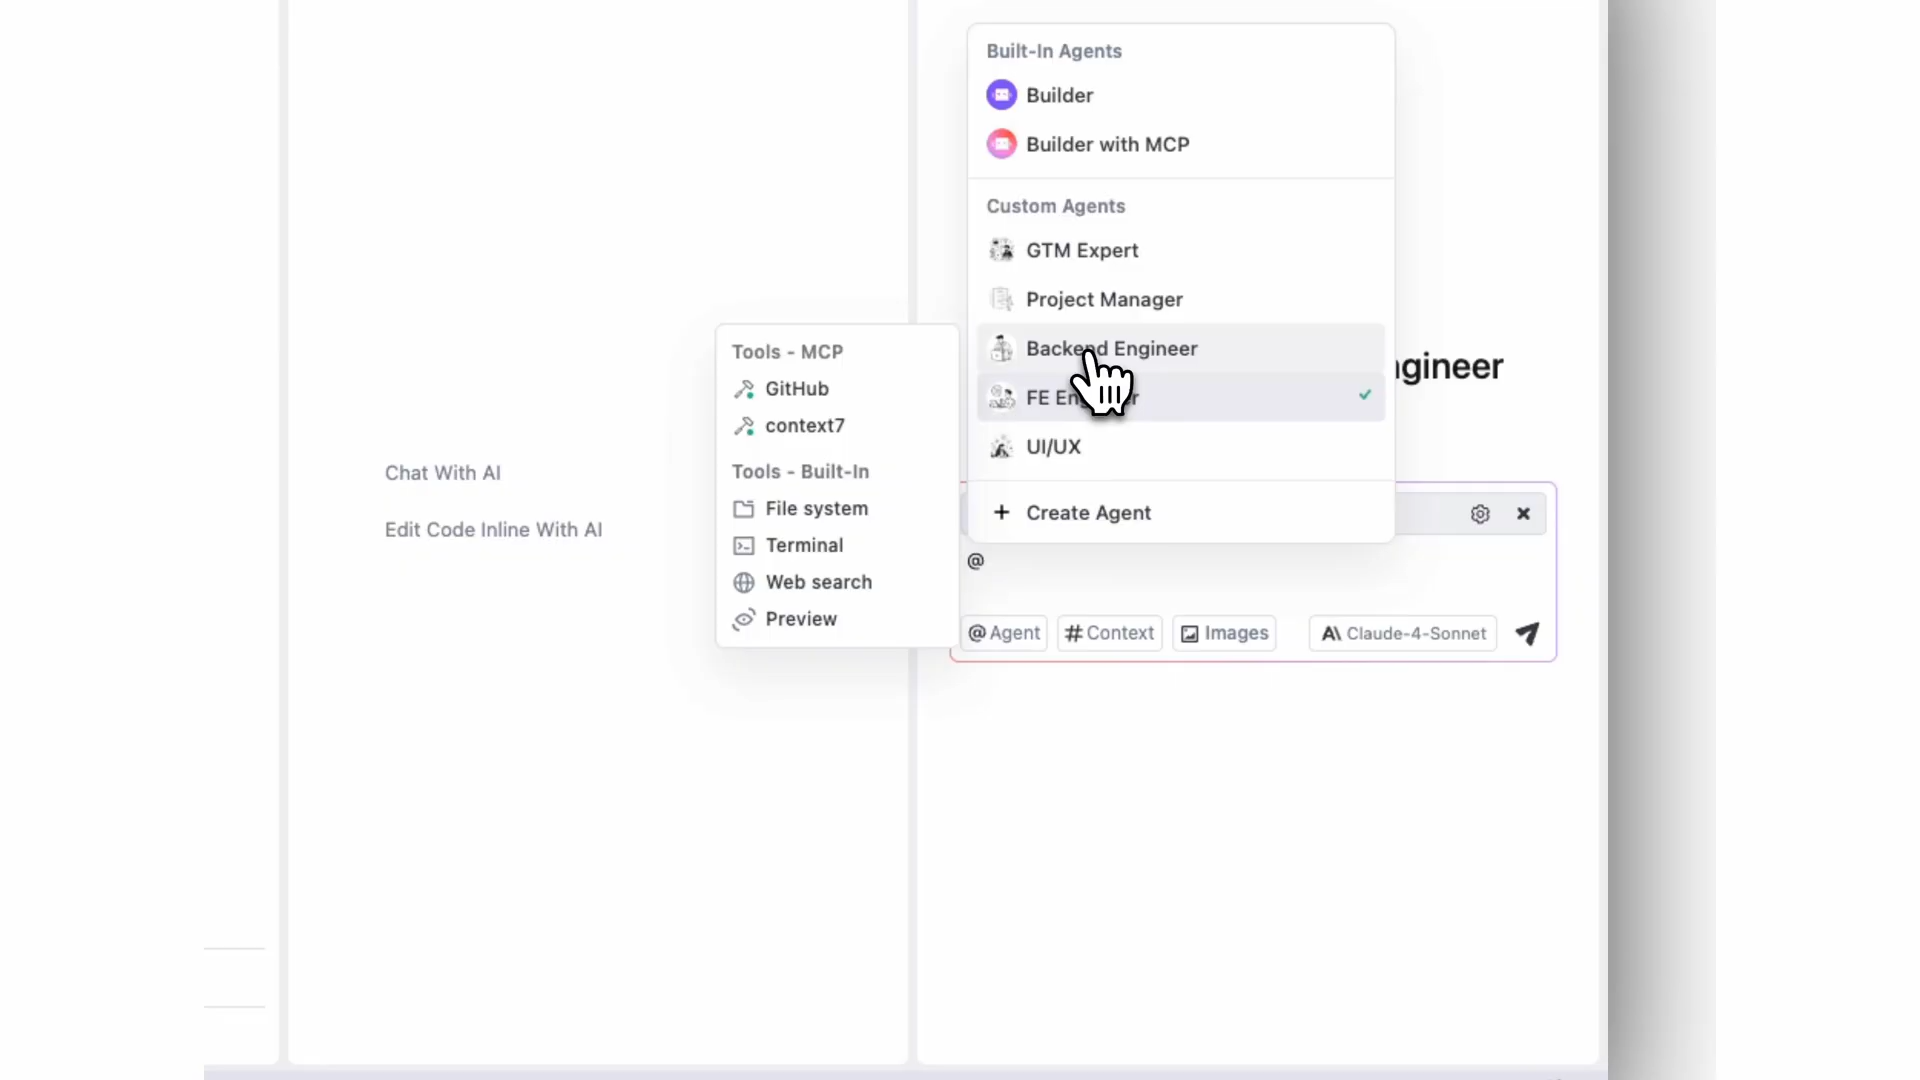 Built-In Agents
Builder
Builder with MCP
Custom Agents
GTM Expert
Project Manager
Backend Engineer
FE
UI/UX
+ Create Agent
Tools - MCP
GitHub
context7
Tools - Built-In
File system
Terminal
Web search
Preview
Chat With AI
Edit Code Inline With AI
@
@ Agent
# Context
Images
A\ Claude-4-Sonnet